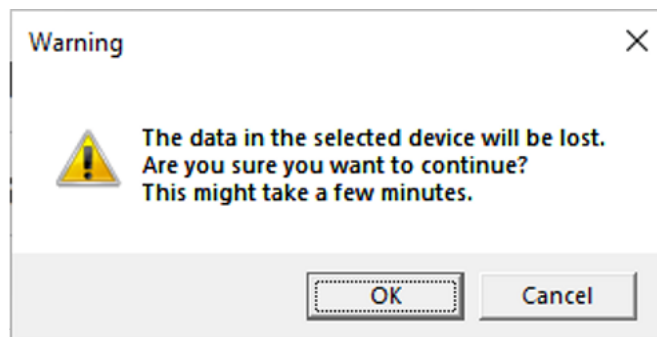 Warning
The data in the selected device will be lost.
Are you sure you want to continue?
This might take a few minutes.
OK
Cancel